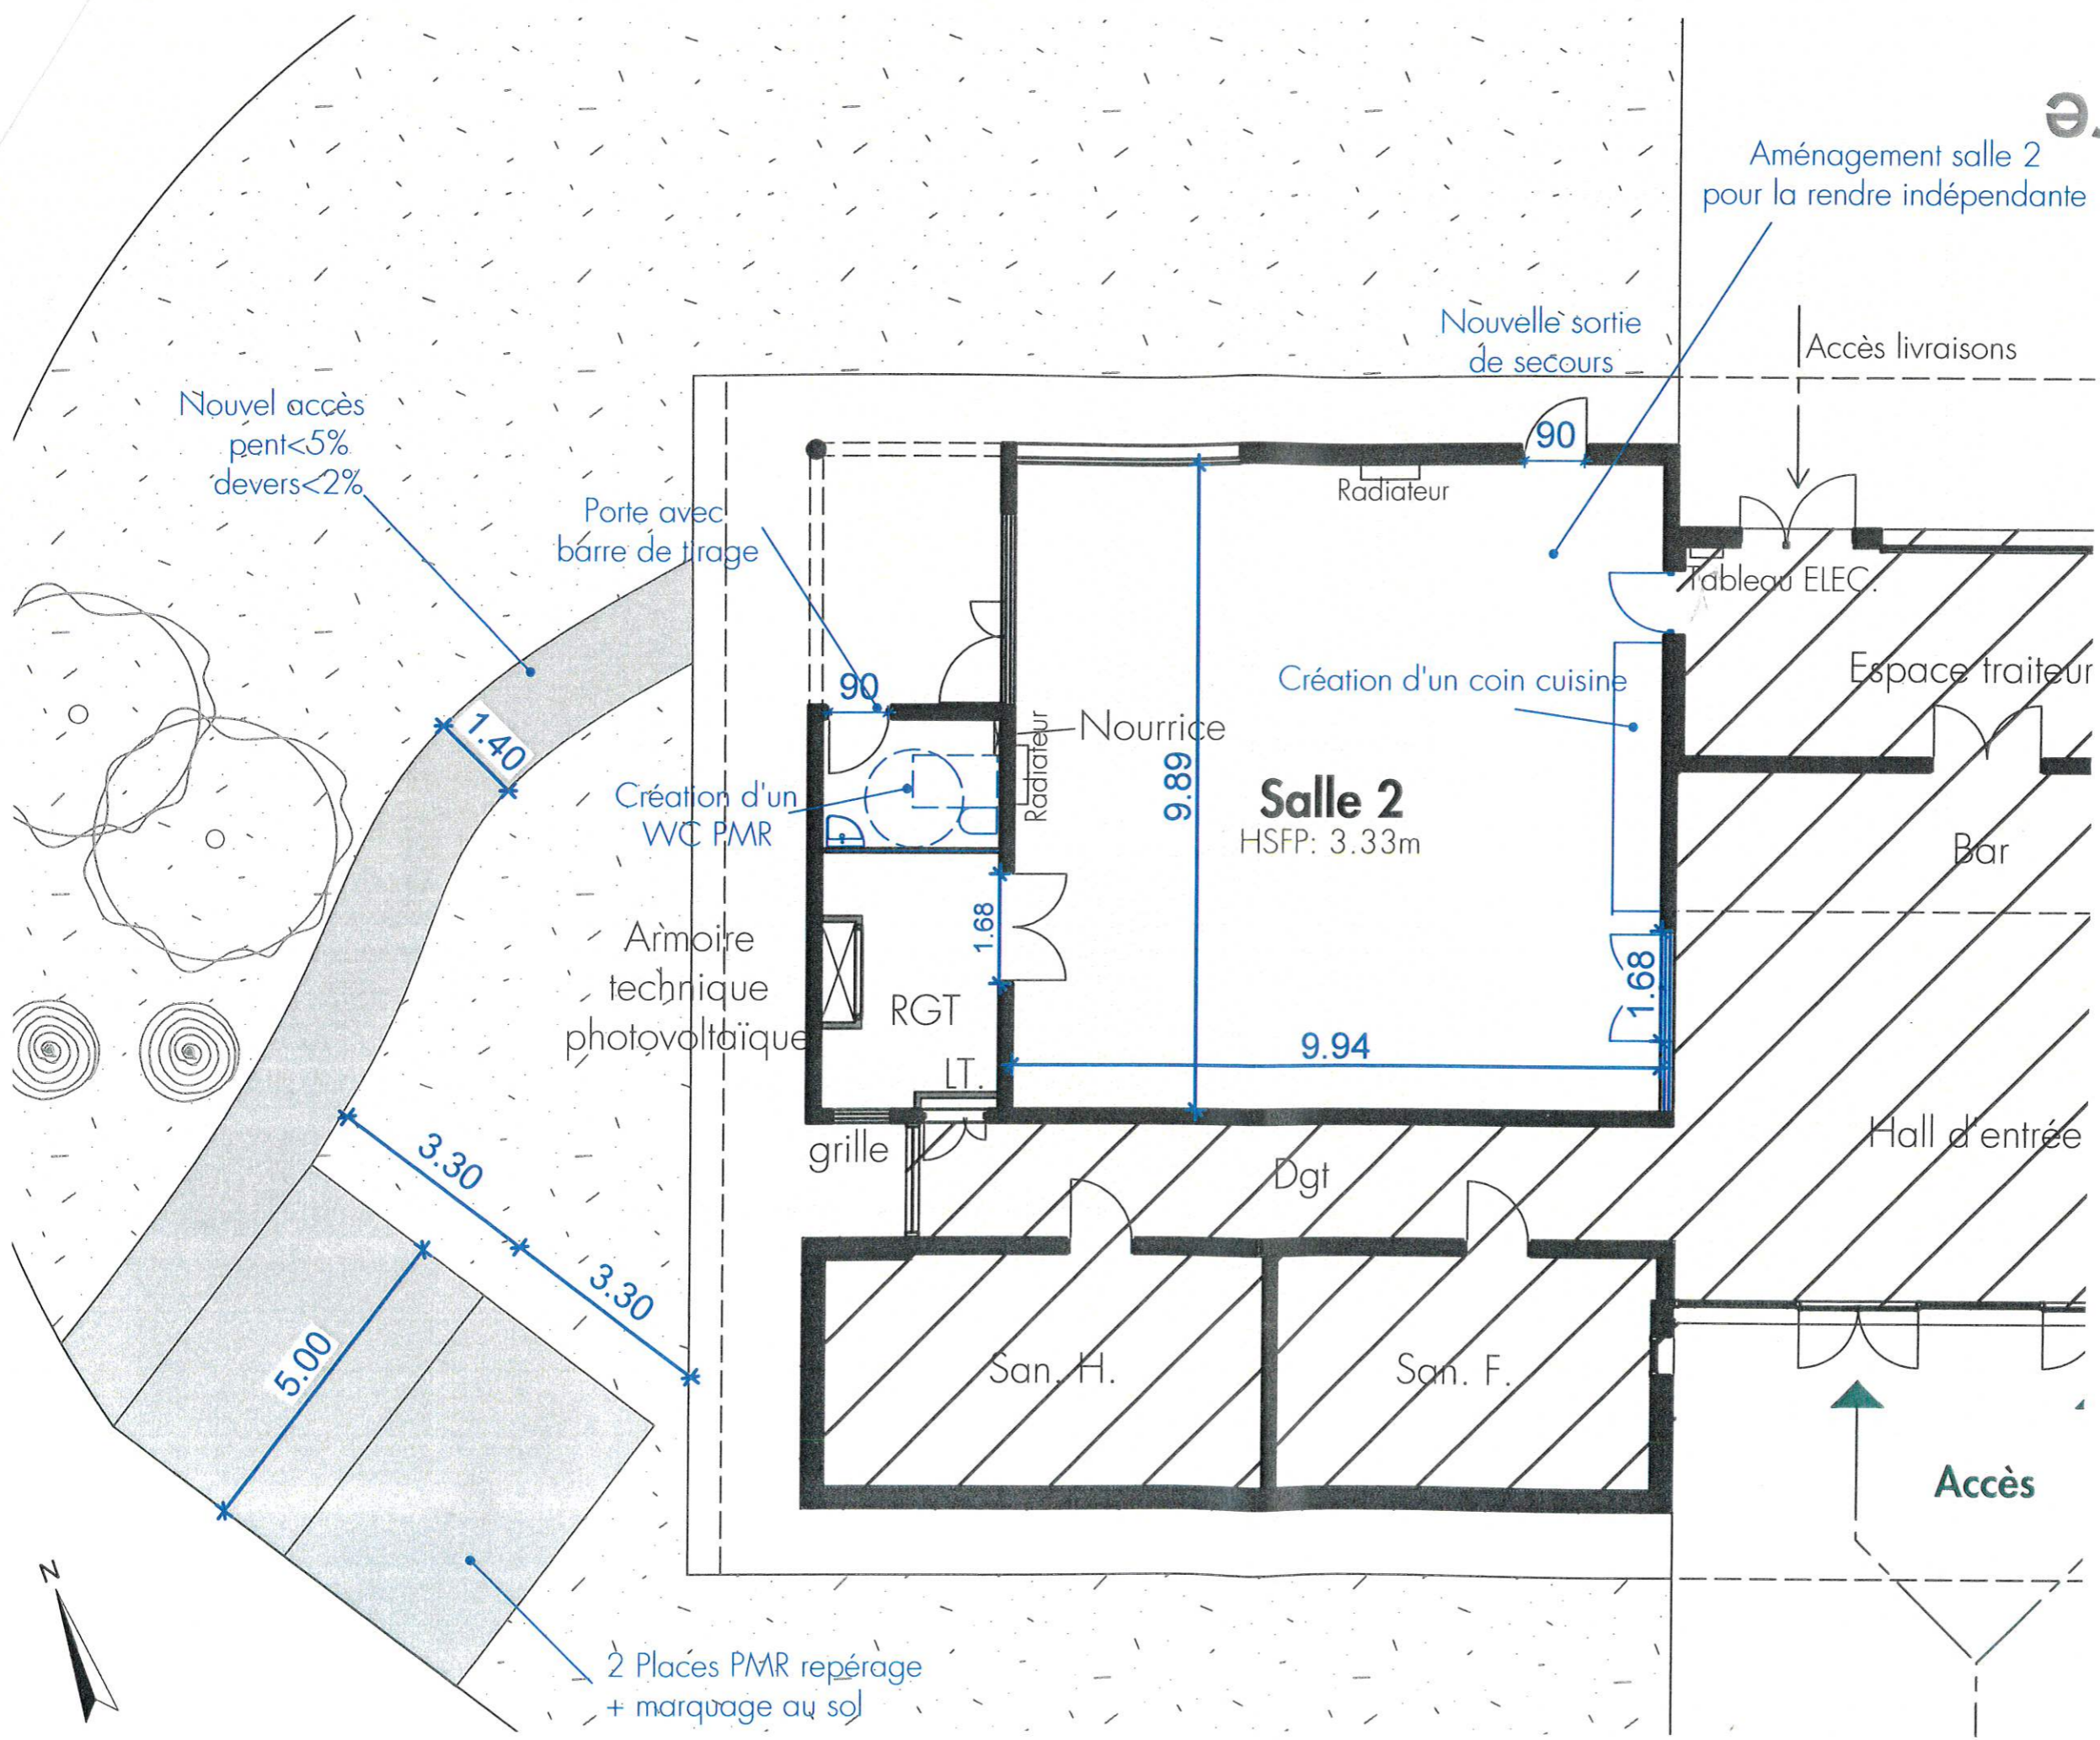 Aménagement salle 2
pour la rendre indépendante
Nouvelle sortie
de secours
Accès livraisons
Nouvel accès
pent<5%
devers<2%
90
Radiateur
Porte avec
barre de tirage
Tableau ELEC.
Espace traiteur
Création d'un coin cuisine
90
Nourrice
Radiateur
1.40
9.89
Salle 2
HSFP: 3.33m
Création d'un
WC PMR
Bar
1.68
Armoire
technique
photovoltaïque
RGT
1.68
9.94
LT.
grille
Hall d'entrée
Dgt
3.30
3.30
5.00
San. H.
San. F.
Accès
N
2 Places PMR repérage
+ marquage au sol